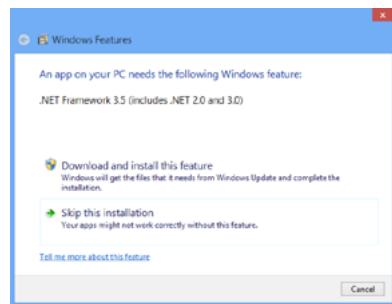 Windows Features
An app on your PC needs the following Windows feature:
.NET Framework 3.5 (includes .NET 2.0 and 3.0)
Download and install this feature
Windows will get the files that it needs from Windows Update and complete the
installation.
Skip this installation
Your apps might not work correctly without this feature.
Tell me more about this feature
Cancel